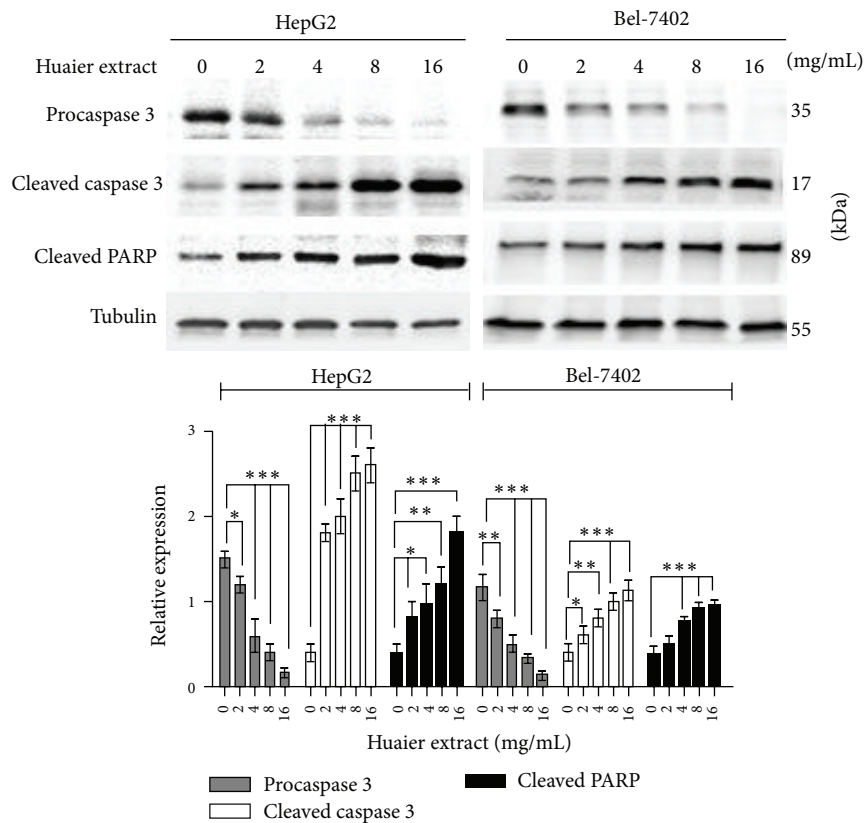 HepG2
Bel-7402
Huaier extract 0 2 4 8 16 0 2 4 8 16 (mg/mL)
Procaspase 3 35
Cleaved caspase 3 17
Cleaved PARP 89
Tubulin 55
(kDa)
HepG2 Bel-7402
Relative expression
3
2
1
0
*** * *** *** ** * *** ** *** ** * ***
0 2 4 8 16 0 2 4 8 16 0 2 4 8 16 0 2 4 8 16 0 2 4 8 16 0 2 4 8 16
Huaier extract (mg/mL)
Procaspase 3
Cleaved caspase 3
Cleaved PARP